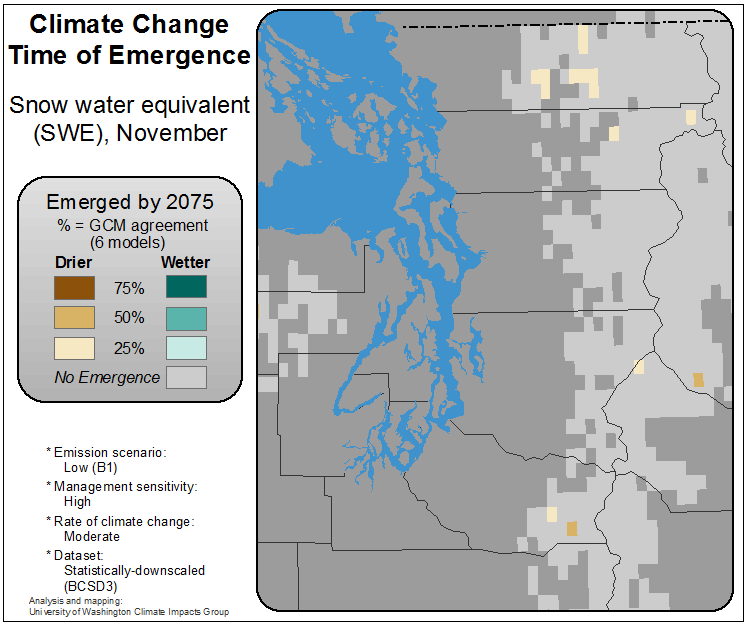 Climate Change
Time of Emergence
Snow water equivalent
(SWE), November
Emerged by 2075
% = GCM agreement
(6 models)
Drier Wetter
75%
50%
25%
No Emergence
* Emission scenario:
Low (B1)
* Management sensitivity:
High
* Rate of climate change:
Moderate
* Dataset:
Statistically-downscaled
(BCSD3)
Analysis and mapping:
University of Washington Climate Impacts Group